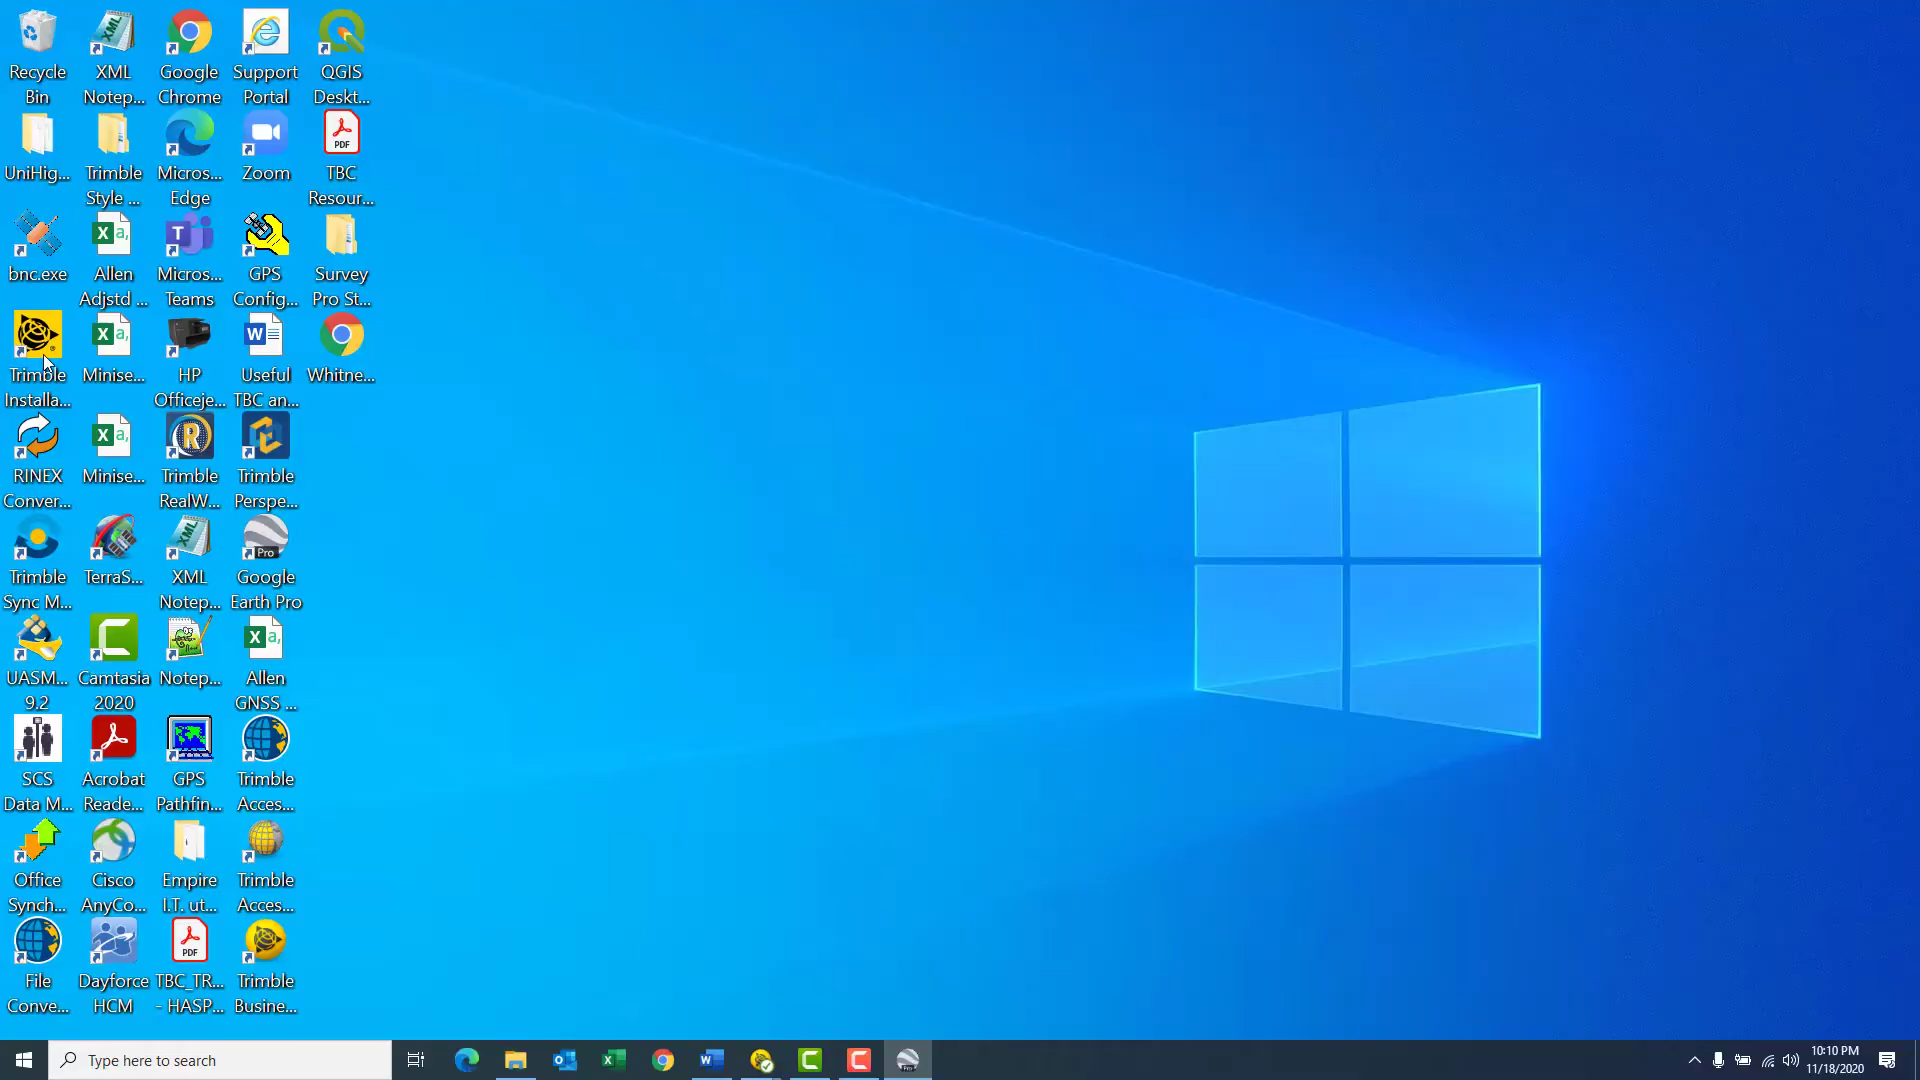 Recycle
Bin
XML
Notep...
Google
Chrome
Support
Portal
QGIS
Deskt...
UniHig...
Trimble
Style ...
Micros...
Edge
Zoom
PDF
TBC
Resour...
bnc.exe
Allen
Adjstd ...
Micros...
Teams
GPS
Config...
Survey
Pro St...
Trimble
Installa...
Minise...
HP
Officeje...
Useful
TBC an...
Whitne...
RINEX
Conver...
Minise...
Trimble
RealW...
Trimble
Perspe...
Trimble
Sync M...
TerraS...
XML
Notep...
Pro
Google
Earth Pro
UASM...
9.2
Camtasia
2020
Notep...
Allen
GNSS ...
SCS
Data M...
Acrobat
Reade...
GPS
Pathfin...
Trimble
Acces...
Office
Synch...
Cisco
AnyCo...
Empire
I.T. ut...
Trimble
Acces...
File
Conve...
Dayforce
HCM
PDF
TBC_TR...
- HASP...
Trimble
Busine...
Type here to search
10:10 PM
11/18/2020